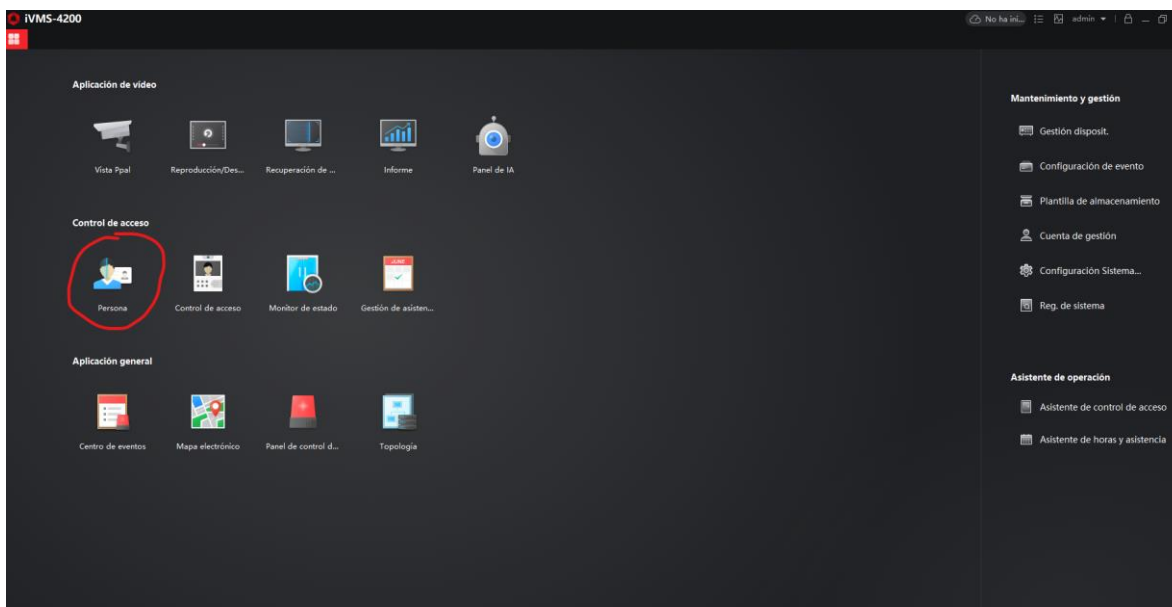 iVMS-4200
No ha ini... admin
Aplicación de vídeo
Vista Ppal
Reproducción/Des...
Recuperación de ...
Informe
Panel de IA
Control de acceso
JUNE
Persona
Control de acceso
Monitor de estado
Gestión de asisten...
Aplicación general
Centro de eventos
Mapa electrónico
Panel de control d...
Topología
Mantenimiento y gestión
Gestión disposit.
Configuración de evento
Plantilla de almacenamiento
Cuenta de gestión
Configuración Sistema...
Reg. de sistema
Asistente de operación
Asistente de control de acceso
Asistente de horas y asistencia